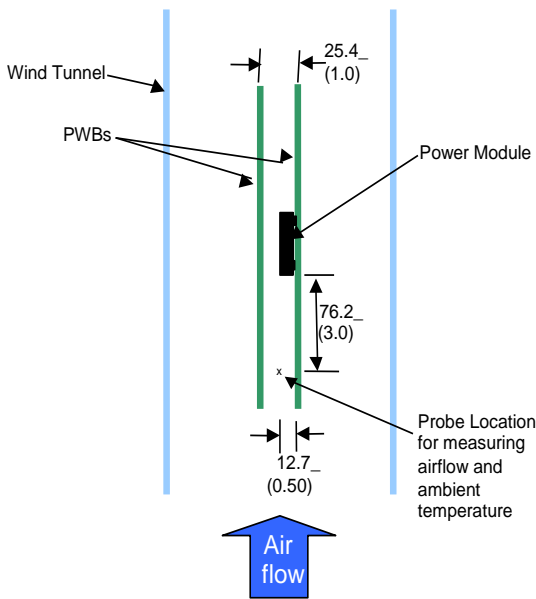 25.4_
(1.0)
Wind Tunnel
PWBs
Power Module
76.2_
(3.0)
x
Probe Location
for measuring
airflow and
ambient
temperature
12.7_
(0.50)
Air
flow